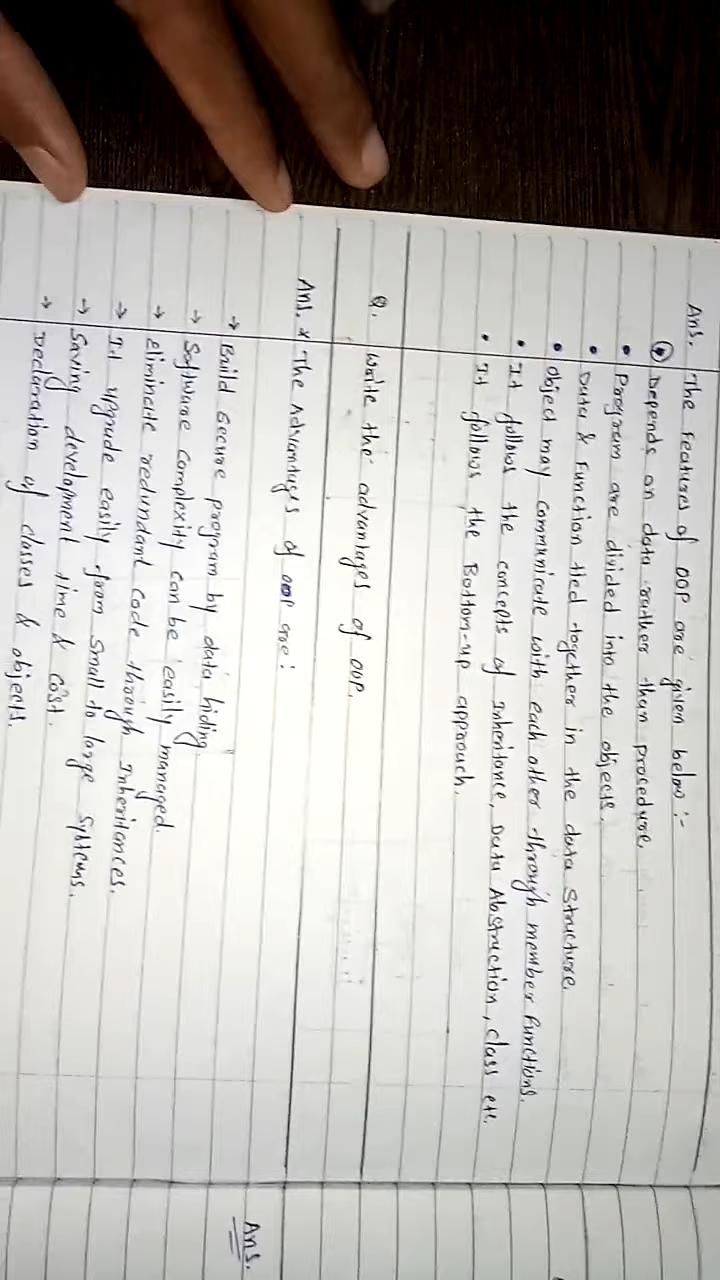 Ans. The Features of OOP are given below :-
Depends on data rather than procedure.
• Program are divided into the objects.
• Data & Function tied together in the data Structure.
• object may communicate with each other through member functions.
• It follows the concepts of Inheritance, Data Abstraction, class etc.
• It follows the Bottom-up approach.
Q. Write the advantages of OOP.
Ans. * The Advantages of OOP are:
→ Build secure program by data hiding.
→ Software complexity can be easily managed.
→ eliminate redundant code through Inheritances.
→ It upgrade easily from small to large systems.
→ Saving development time & cost.
→ Declaration of classes & objects.
Ans.